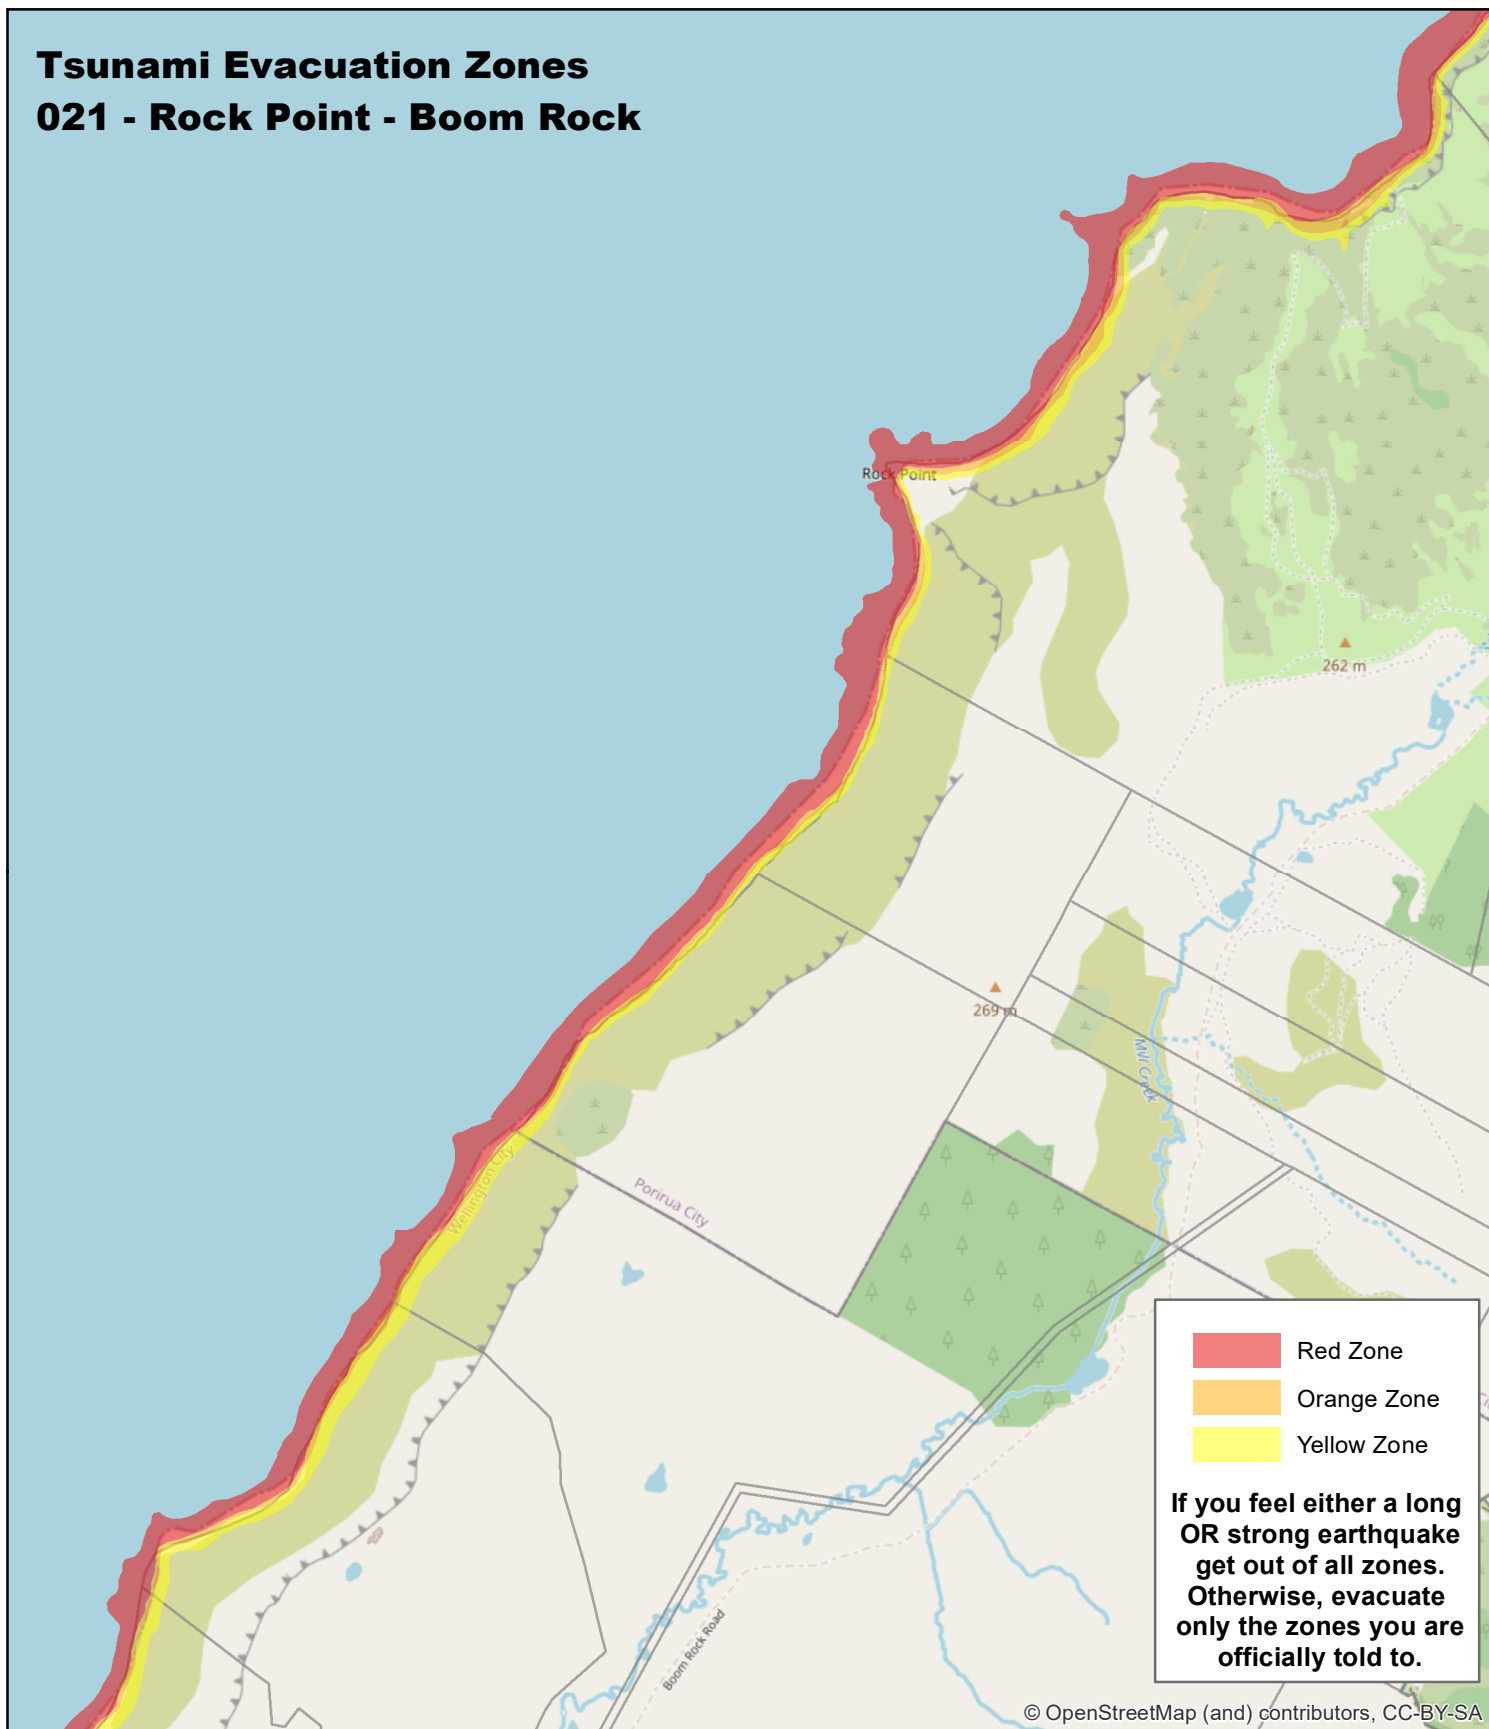 Tsunami Evacuation Zones
021 - Rock Point - Boom Rock
Rock Point
262 m
269 m
Mill Creek
Wellington City
Porirua City
Boom Rock Road
Red Zone
Orange Zone
Yellow Zone
If you feel either a long
OR strong earthquake
get out of all zones.
Otherwise, evacuate
only the zones you are
officially told to.
© OpenStreetMap (and) contributors, CC-BY-SA